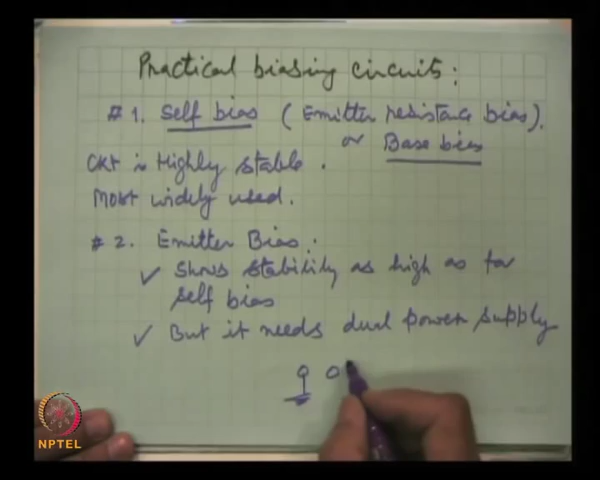 Practical biasing circuits:
# 1. Self bias (Emitter resistance bias).
or Base bias
CKT is Highly stable.
Most widely used.
# 2. Emitter Bias:
✓ Shows stability as high as for
self bias
✓ But it needs dual power supply
NPTEL